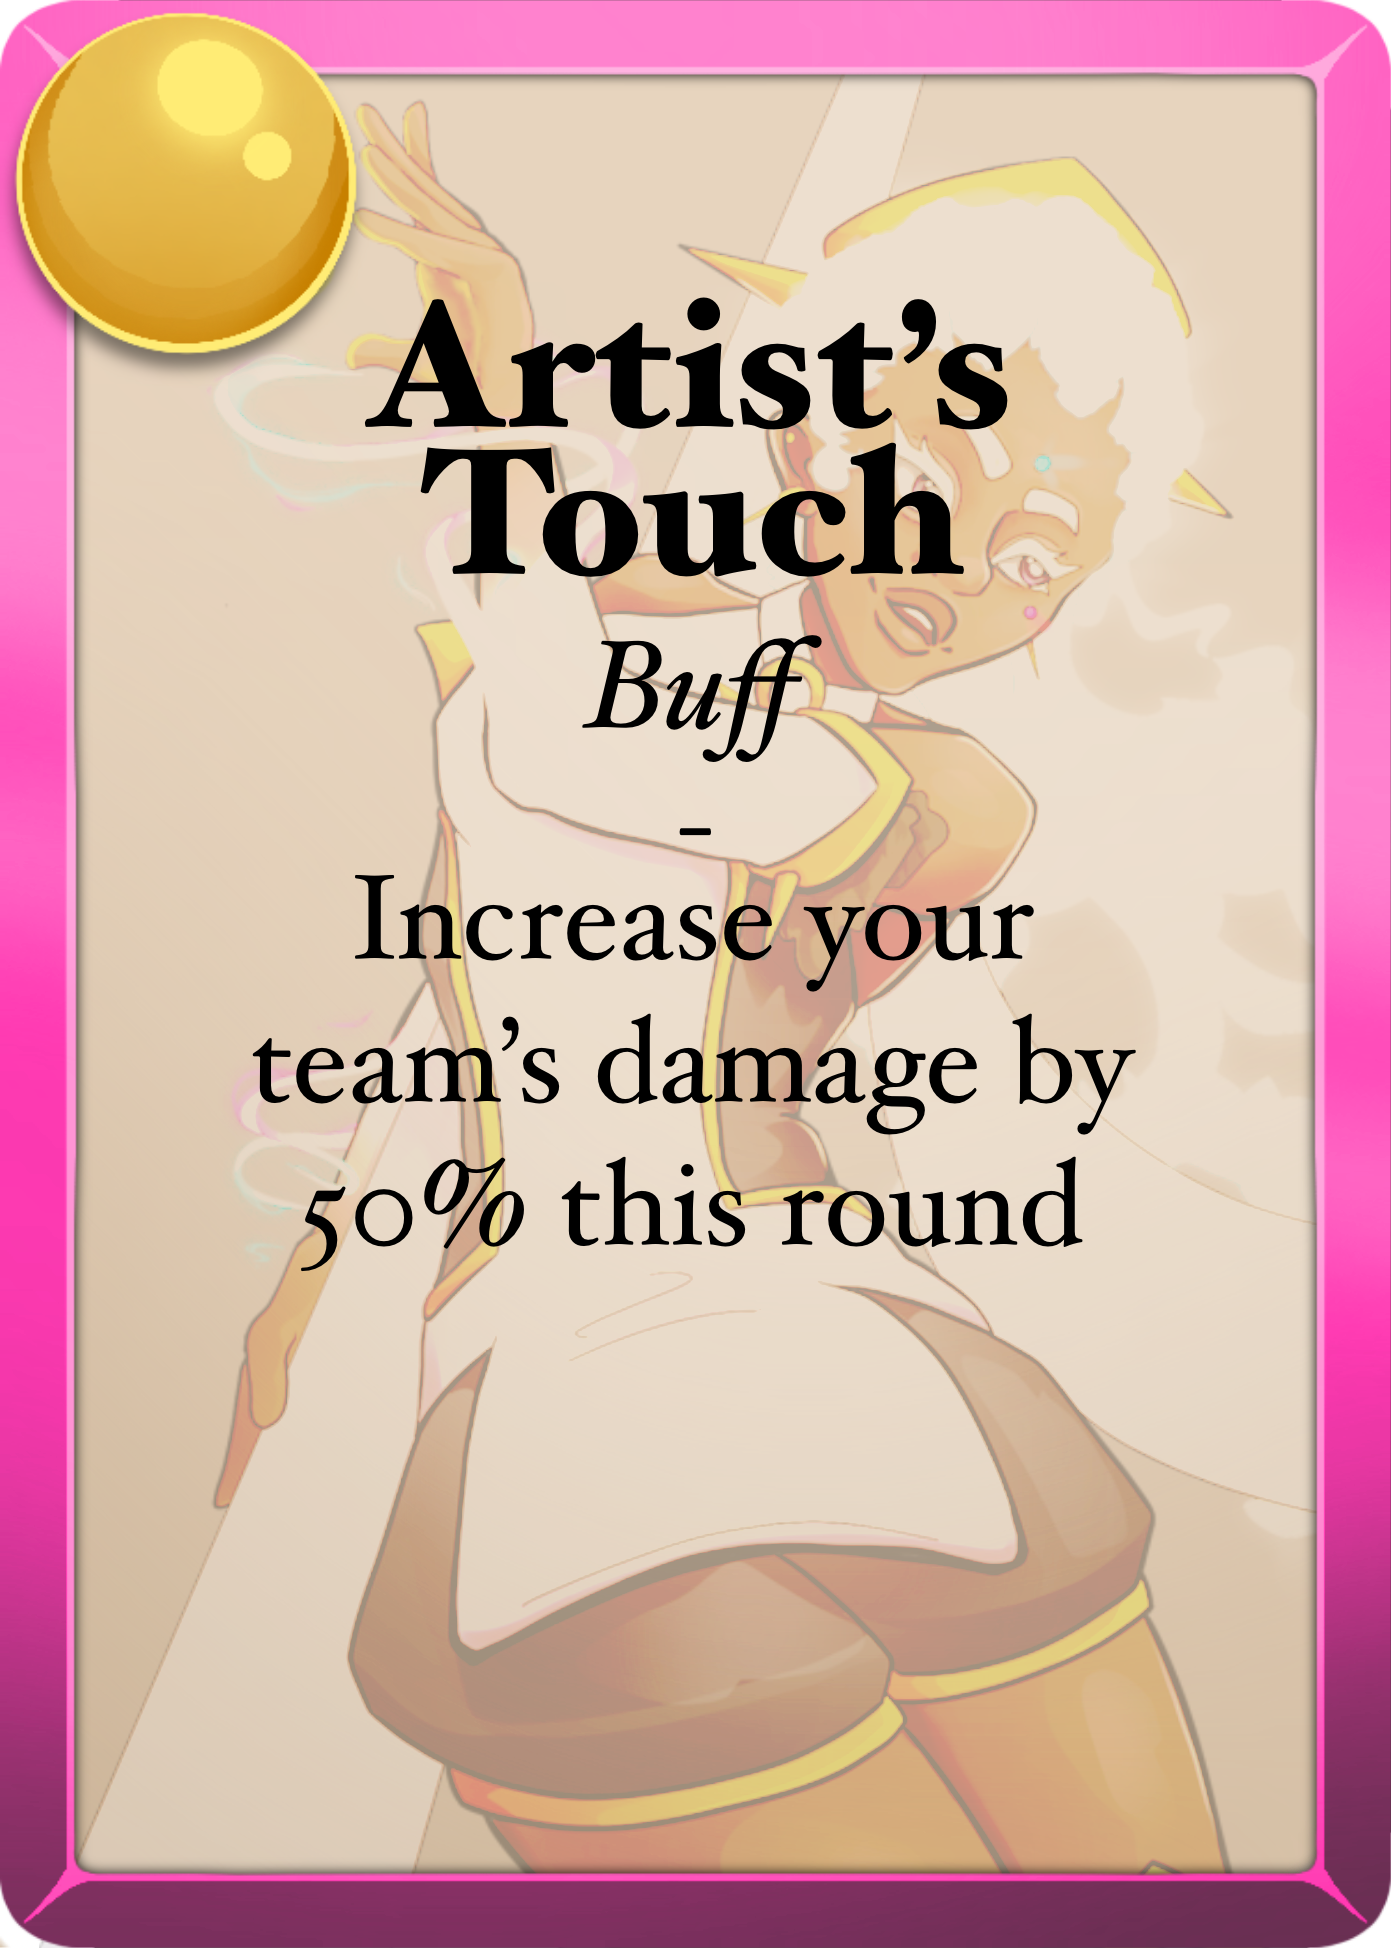 Artist’s
Touch
Buff
-
Increase your
team’s damage by
50% this round